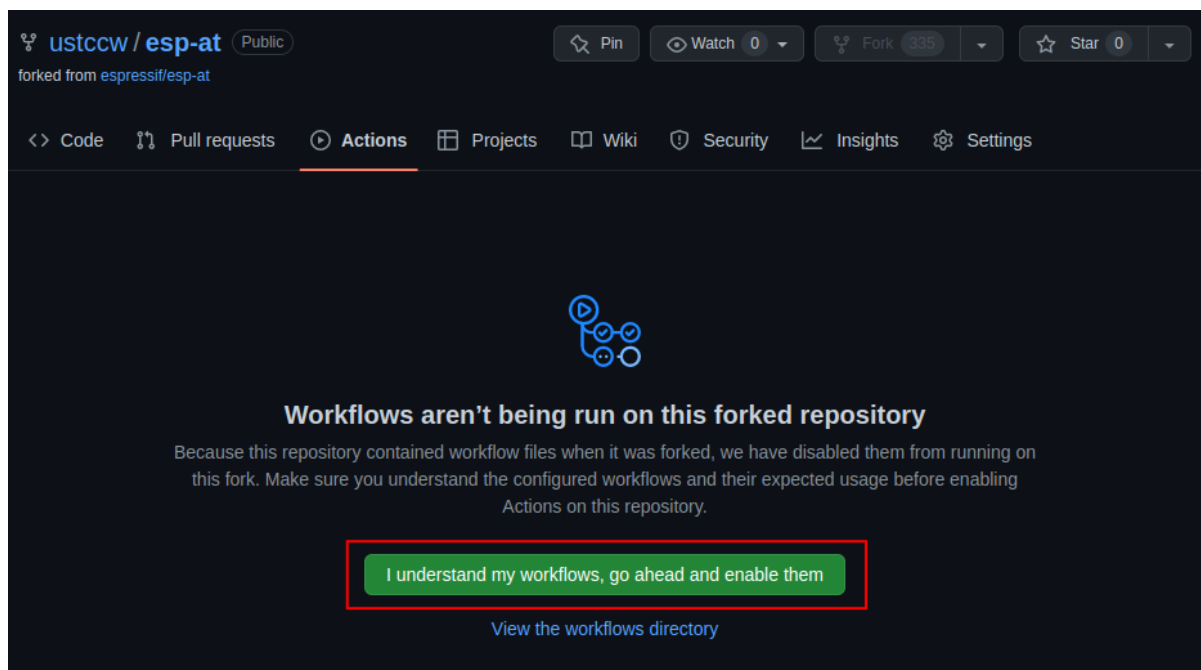 ustccw / esp-at Public Pin Watch 0 Fork 335 Star 0
forked from espressif/esp-at
Code Pull requests Actions Projects Wiki Security Insights Settings
Workflows aren’t being run on this forked repository
Because this repository contained workflow files when it was forked, we have disabled them from running on
this fork. Make sure you understand the configured workflows and their expected usage before enabling
Actions on this repository.
I understand my workflows, go ahead and enable them
View the workflows directory